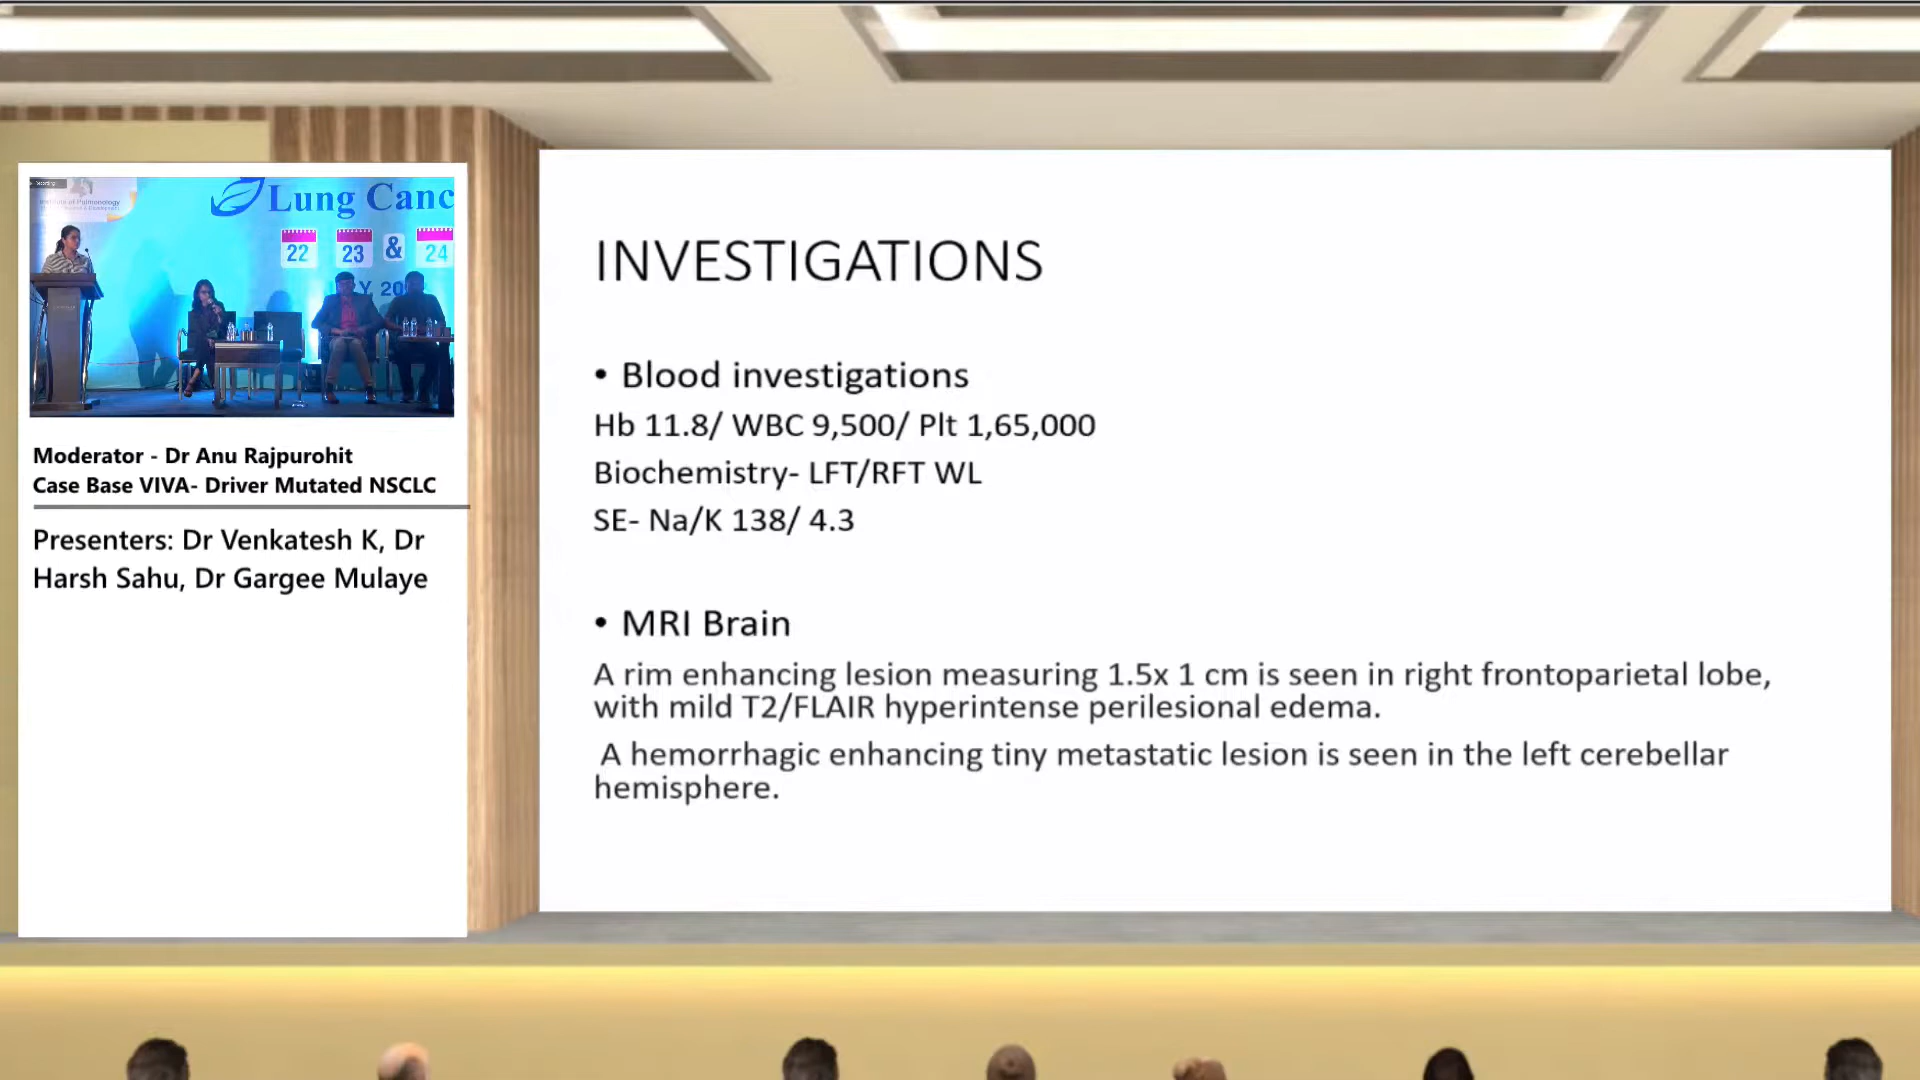 Recording
Institute of Pulmonology
Lung Canc
22 23 & 24
Moderator - Dr Anu Rajpurohit
Case Base VIVA- Driver Mutated NSCLC
Presenters: Dr Venkatesh K, Dr
Harsh Sahu, Dr Gargee Mulaye
INVESTIGATIONS
• Blood investigations
Hb 11.8/ WBC 9,500/ Plt 1,65,000
Biochemistry- LFT/RFT WL
SE- Na/K 138/ 4.3
• MRI Brain
A rim enhancing lesion measuring 1.5x 1 cm is seen in right frontoparietal lobe,
with mild T2/FLAIR hyperintense perilesional edema.
A hemorrhagic enhancing tiny metastatic lesion is seen in the left cerebellar
hemisphere.